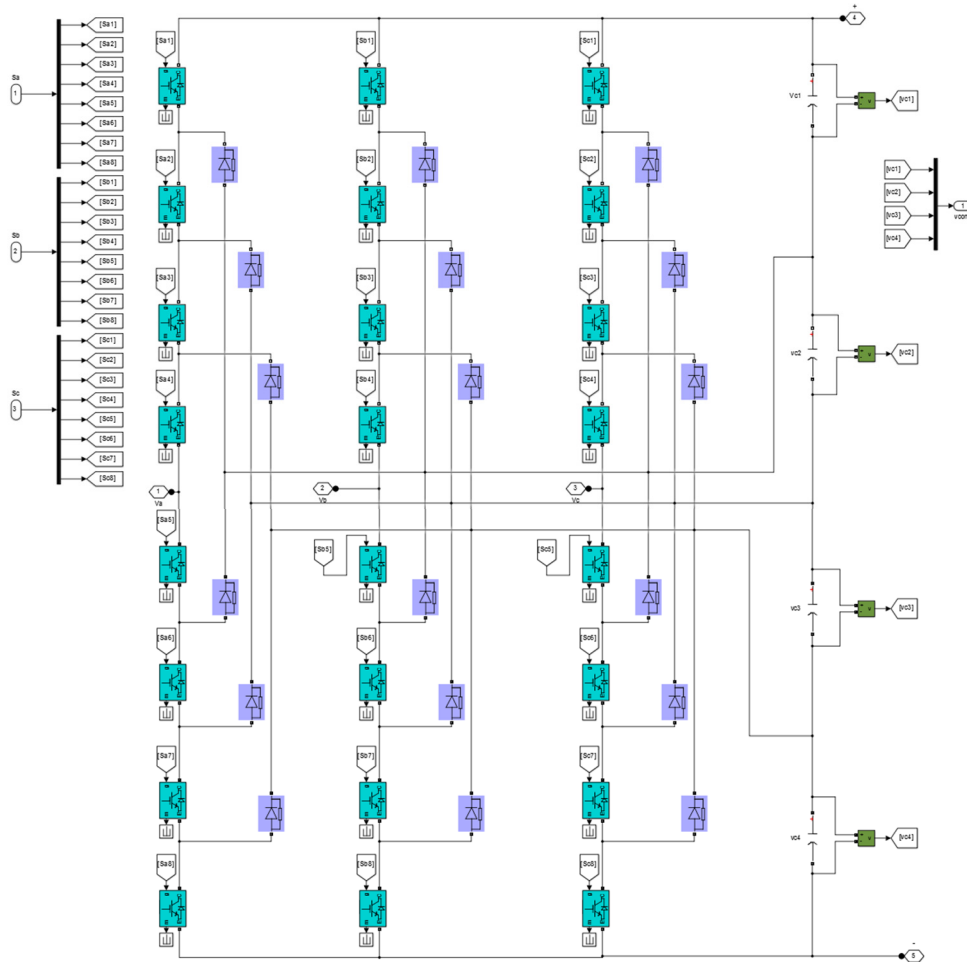 Sa
1
[Sa1]
[Sa2]
[Sa3]
[Sa4]
[Sa5]
[Sa6]
[Sa7]
[Sa8]
Sb
2
[Sb1]
[Sb2]
[Sb3]
[Sb4]
[Sb5]
[Sb6]
[Sb7]
[Sb8]
Sc
3
[Sc1]
[Sc2]
[Sc3]
[Sc4]
[Sc5]
[Sc6]
[Sc7]
[Sc8]
[Sa1]
[Sa2]
[Sa3]
[Sa4]
1
Va
[Sa5]
[Sa6]
[Sa7]
[Sa8]
[Sb1]
[Sb2]
[Sb3]
[Sb4]
2
Vb
[Sb5]
[Sb6]
[Sb7]
[Sb8]
[Sc1]
[Sc2]
[Sc3]
[Sc4]
3
Vc
[Sc5]
[Sc6]
[Sc7]
[Sc8]
+
4
Vc1
[vc1]
vc2
[vc2]
vc3
[vc3]
vc4
[vc4]
-
5
[vc1]
[vc2]
[vc3]
[vc4]
1